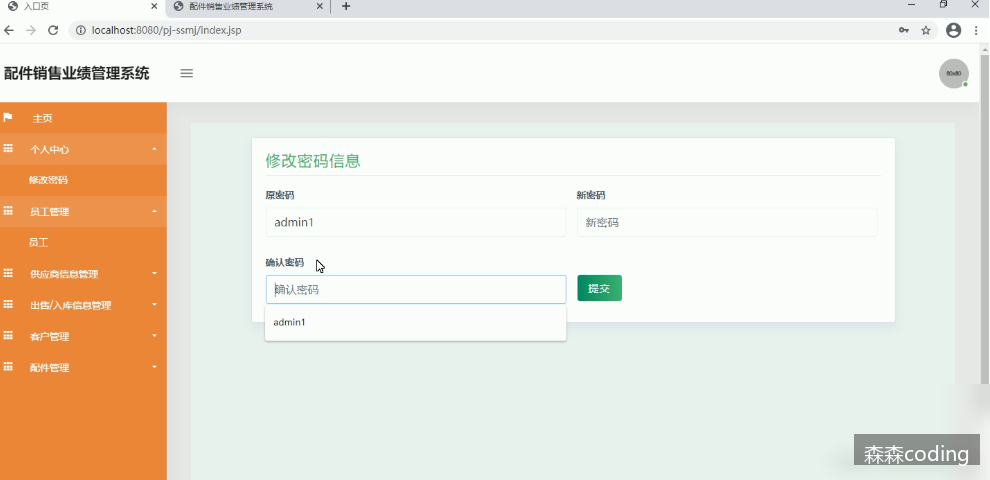 入口页
配件销售业绩管理系统
localhost:8080/pj-ssmj/index.jsp
配件销售业绩管理系统
80x80
主页
个人中心
修改密码
员工管理
员工
供应商信息管理
出售/入库信息管理
客户管理
配件管理
修改密码信息
原密码
新密码
admin1
新密码
确认密码
确认密码
提交
admin1
森森coding